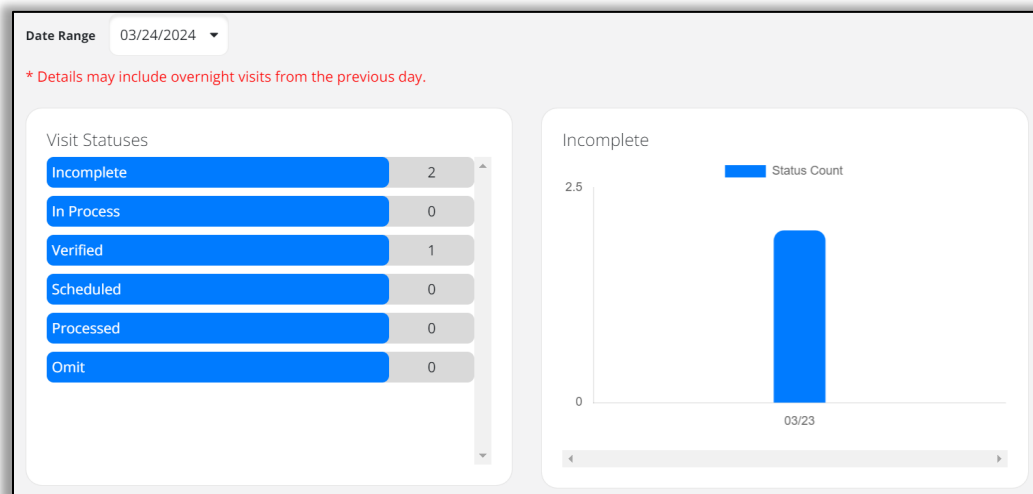 Date Range 03/24/2024
* Details may include overnight visits from the previous day.
Visit Statuses
Incomplete 2
In Process 0
Verified 1
Scheduled 0
Processed 0
Omit 0
Incomplete
Status Count
2.5
0
03/23